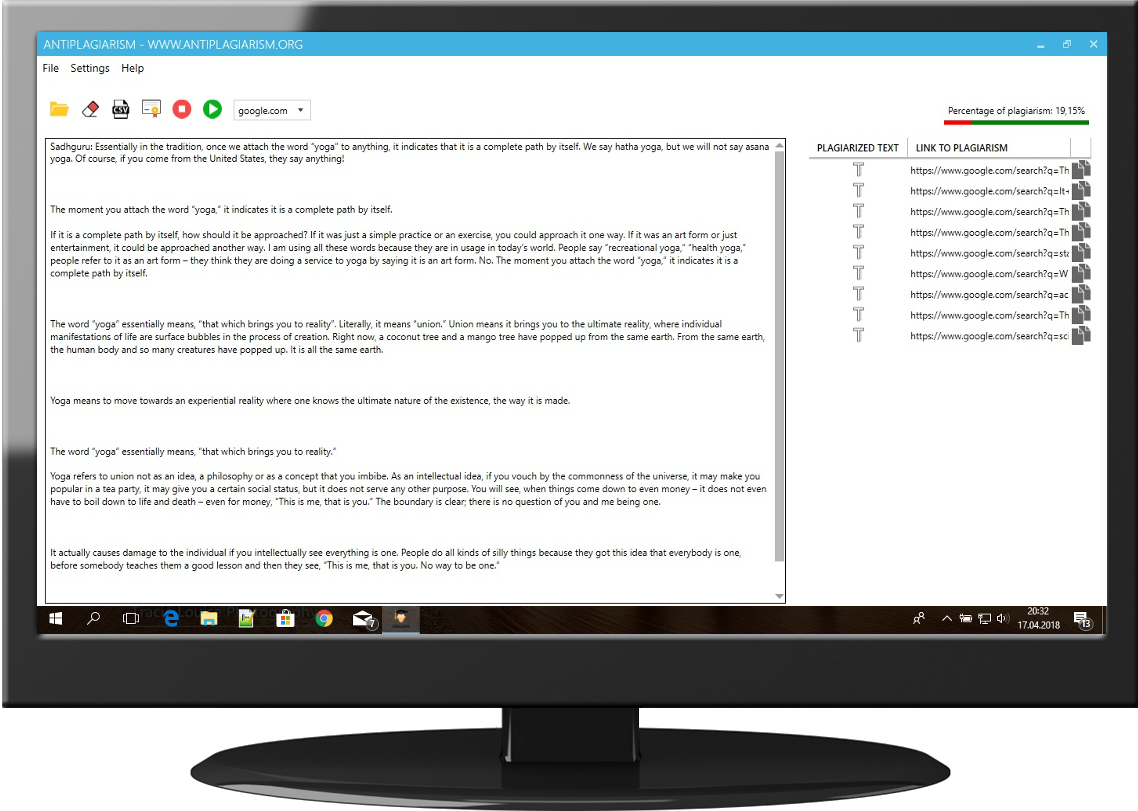 ANTIPLAGIARISM - WWW.ANTIPLAGIARISM.ORG
File Settings Help
CSV
google.com
Percentage of plagiarism: 19,15%
Sadhguru: Essentially in the tradition, once we attach the word “yoga” to anything, it indicates that it is a complete path by itself. We say hatha yoga, but we will not say asana
yoga. Of course, if you come from the United States, they say anything!
The moment you attach the word “yoga,” it indicates it is a complete path by itself.
If it is a complete path by itself, how should it be approached? If it was just a simple practice or an exercise, you could approach it one way. If it was an art form or just
entertainment, it could be approached another way. I am using all these words because they are in usage in today’s world. People say “recreational yoga,” “health yoga,”
people refer to it as an art form – they think they are doing a service to yoga by saying it is an art form. No. The moment you attach the word “yoga,” it indicates it is a
complete path by itself.
The word “yoga” essentially means, “that which brings you to reality”. Literally, it means “union.” Union means it brings you to the ultimate reality, where individual
manifestations of life are surface bubbles in the process of creation. Right now, a coconut tree and a mango tree have popped up from the same earth. From the same earth,
the human body and so many creatures have popped up. It is all the same earth.
Yoga means to move towards an experiential reality where one knows the ultimate nature of the existence, the way it is made.
The word “yoga” essentially means, “that which brings you to reality.”
Yoga refers to union not as an idea, a philosophy or as a concept that you imbibe. As an intellectual idea, if you vouch by the commonness of the universe, it may make you
popular in a tea party, it may give you a certain social status, but it does not serve any other purpose. You will see, when things come down to even money – it does not even
have to boil down to life and death – even for money, “This is me, that is you.” The boundary is clear; there is no question of you and me being one.
It actually causes damage to the individual if you intellectually see everything is one. People do all kinds of silly things because they got this idea that everybody is one,
before somebody teaches them a good lesson and then they see, “This is me, that is you. No way to be one.”
PLAGIARIZED TEXT LINK TO PLAGIARISM
T https://www.google.com/search?q=Th
T https://www.google.com/search?q=It+
T https://www.google.com/search?q=Th
T https://www.google.com/search?q=Th
T https://www.google.com/search?q=sta
T https://www.google.com/search?q=W
T https://www.google.com/search?q=ac
T https://www.google.com/search?q=Th
T https://www.google.com/search?q=sci
7
20:32
17.04.2018
13